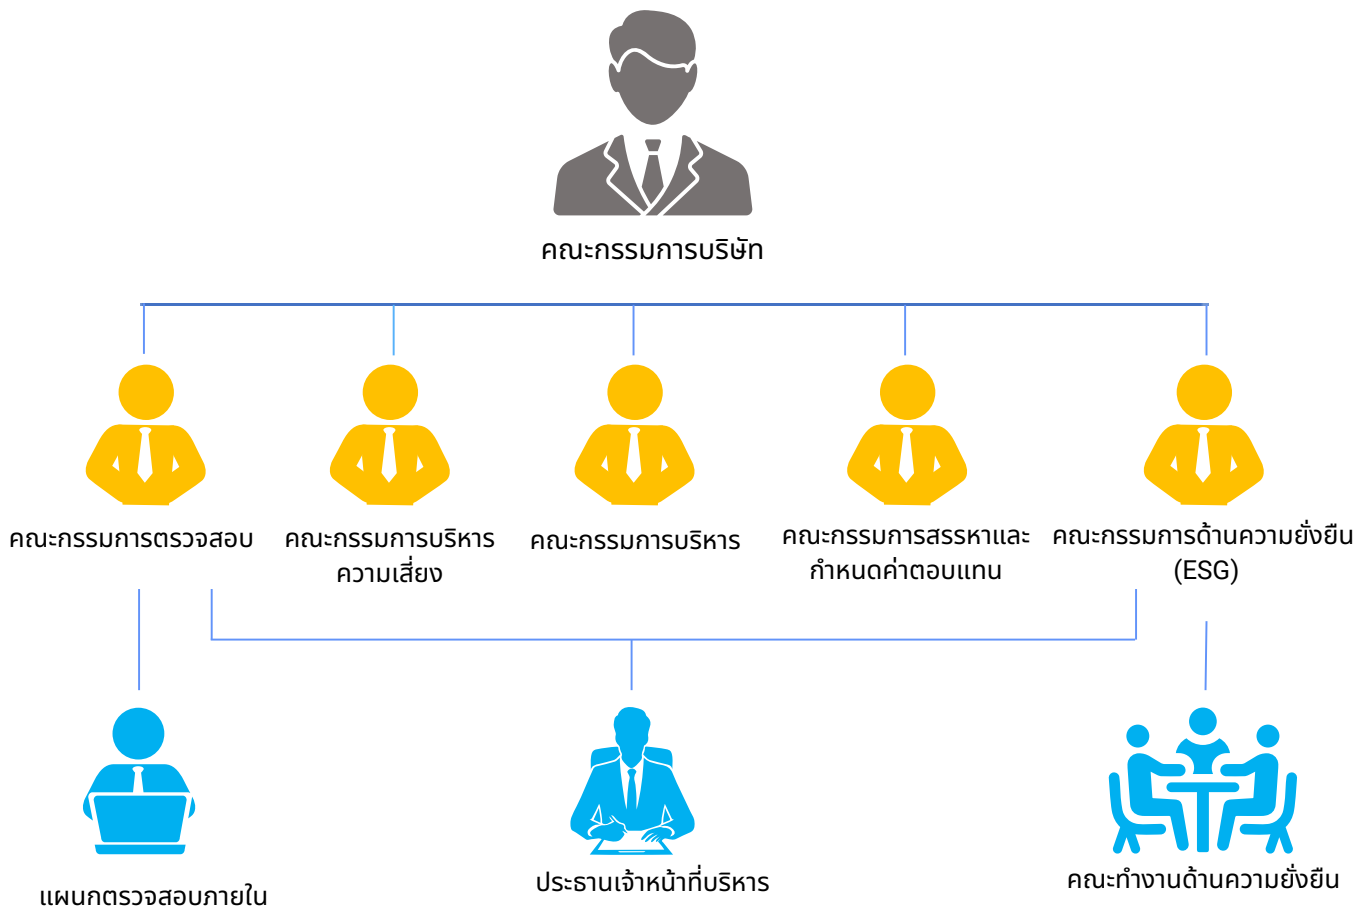 คณะกรรมการบริษัท
คณะกรรมการตรวจสอบ
คณะกรรมการบริหาร
ความเสี่ยง
คณะกรรมการบริหาร
คณะกรรมการสรรหาและ
กำหนดค่าตอบแทน
คณะกรรมการด้านความยั่งยืน
(ESG)
แผนกตรวจสอบภายใน
ประธานเจ้าหน้าที่บริหาร
คณะทำงานด้านความยั่งยืน